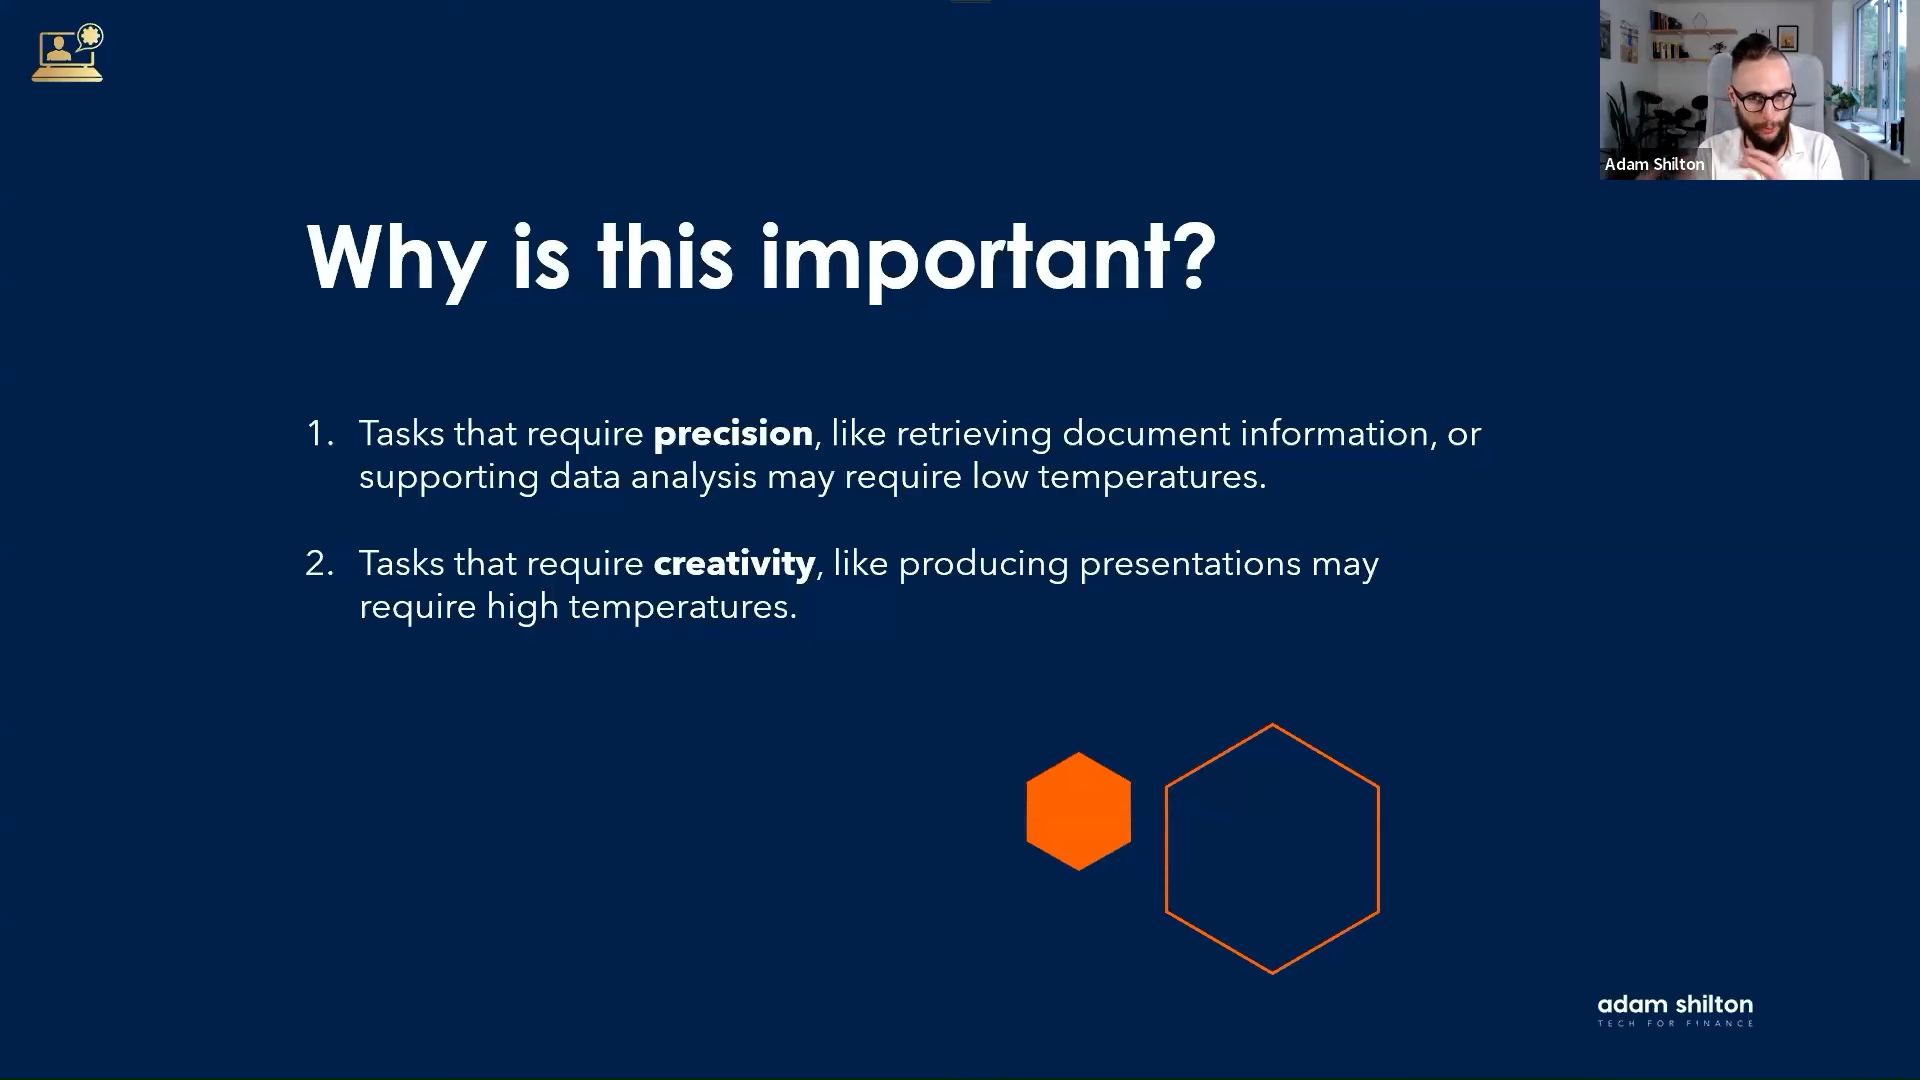 Adam Shilton
Why is this important?
1. Tasks that require precision, like retrieving document information, or
supporting data analysis may require low temperatures.
2. Tasks that require creativity, like producing presentations may
require high temperatures.
adam shilton
TECH FOR FINANCE